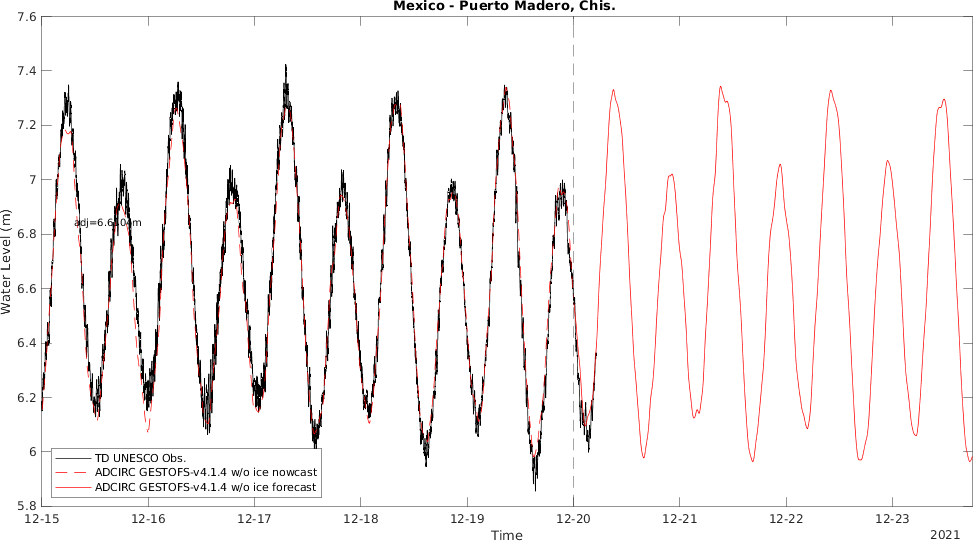 Mexico - Puerto Madero, Chis.
7.6
7.4
7.2
7
6.8
6.6
6.4
6.2
6
5.8
Water Level (m)
TD UNESCO Obs.
ADCIRC GESTOFS-v4.1.4 w/o ice nowcast
ADCIRC GESTOFS-v4.1.4 w/o ice forecast
12-15 12-16 12-17 12-18 12-19 12-20 12-21 12-22 12-23
Time
2021